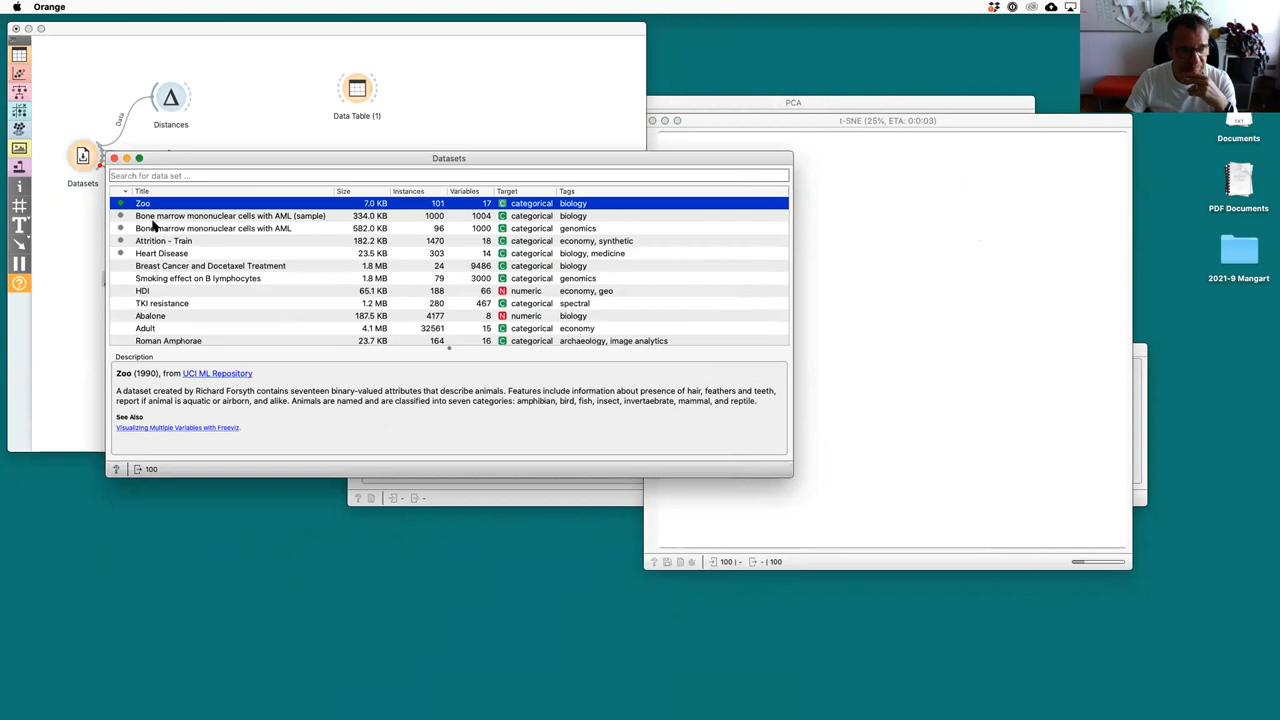 Orange
Data Table (1)
Data
Distances
Datasets
PCA
t-SNE (25%, ETA: 0:0:03)
TXT
Documents
PDF Documents
2021-9 Mangart
Datasets
Search for data set ...
Title Size Instances Variables Target Tags
Zoo 7.0 KB 101 17 C categorical biology
Bone marrow mononuclear cells with AML (sample) 334.0 KB 1000 1004 C categorical biology
Bone marrow mononuclear cells with AML 582.0 KB 96 1000 C categorical genomics
Attrition - Train 182.2 KB 1470 18 C categorical economy, synthetic
Heart Disease 23.5 KB 303 14 C categorical biology, medicine
Breast Cancer and Docetaxel Treatment 1.8 MB 24 9486 C categorical biology
Smoking effect on B lymphocytes 1.8 MB 79 3000 C categorical genomics
HDI 65.1 KB 188 66 N numeric economy, geo
TKI resistance 1.2 MB 280 467 C categorical spectral
Abalone 187.5 KB 4177 8 N numeric biology
Adult 4.1 MB 32561 15 C categorical economy
Roman Amphorae 23.7 KB 164 16 C categorical archaeology, image analytics
Description
Zoo (1990), from UCI ML Repository
A dataset created by Richard Forsyth contains seventeen binary-valued attributes that describe animals. Features include information about presence of hair, feathers and teeth,
report if animal is aquatic or airborn, and alike. Animals are named and are classified into seven categories: amphibian, bird, fish, insect, invertaebrate, mammal, and reptile.
See Also
Visualizing Multiple Variables with Freeviz.
? 100
? - -
? 100 | - - | 100